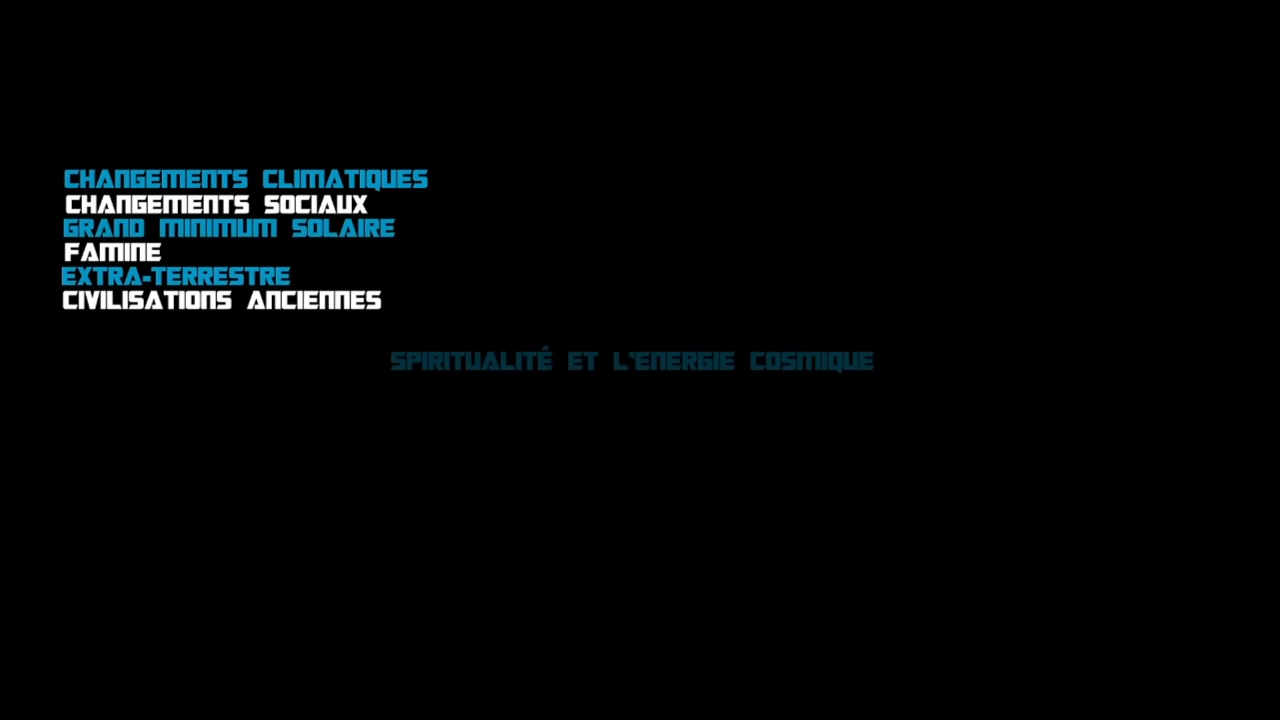 CHANGEMENTS CLIMATIQUES
CHANGEMENTS SOCIAUX
GRAND MINIMUM SOLAIRE
FAMINE
EXTRA-TERRESTRE
CIVILISATIONS ANCIENNES
SPIRITUALITÉ ET L'ENERGIE COSMIQUE